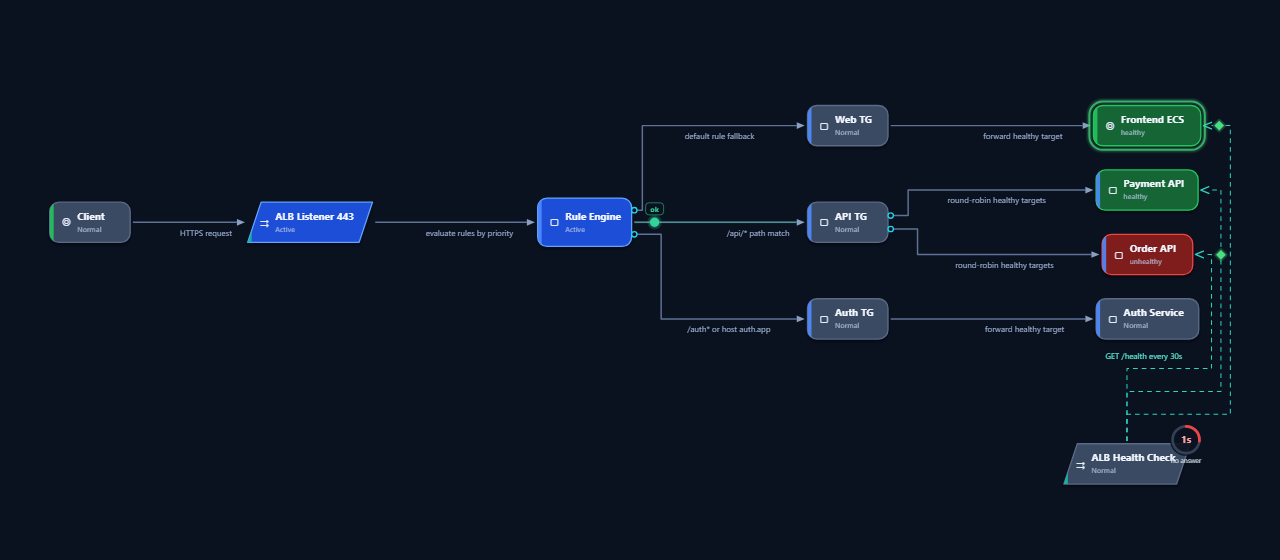 Client
Normal
HTTPS request
ALB Listener 443
Active
evaluate rules by priority
Rule Engine
Active
ok
default rule fallback
/api/* path match
/auth* or host auth.app
Web TG
Normal
API TG
Normal
Auth TG
Normal
forward healthy target
round-robin healthy targets
round-robin healthy targets
forward healthy target
Frontend ECS
healthy
Payment API
healthy
Order API
unhealthy
Auth Service
Normal
GET /health every 30s
1s
no answer
ALB Health Check
Normal